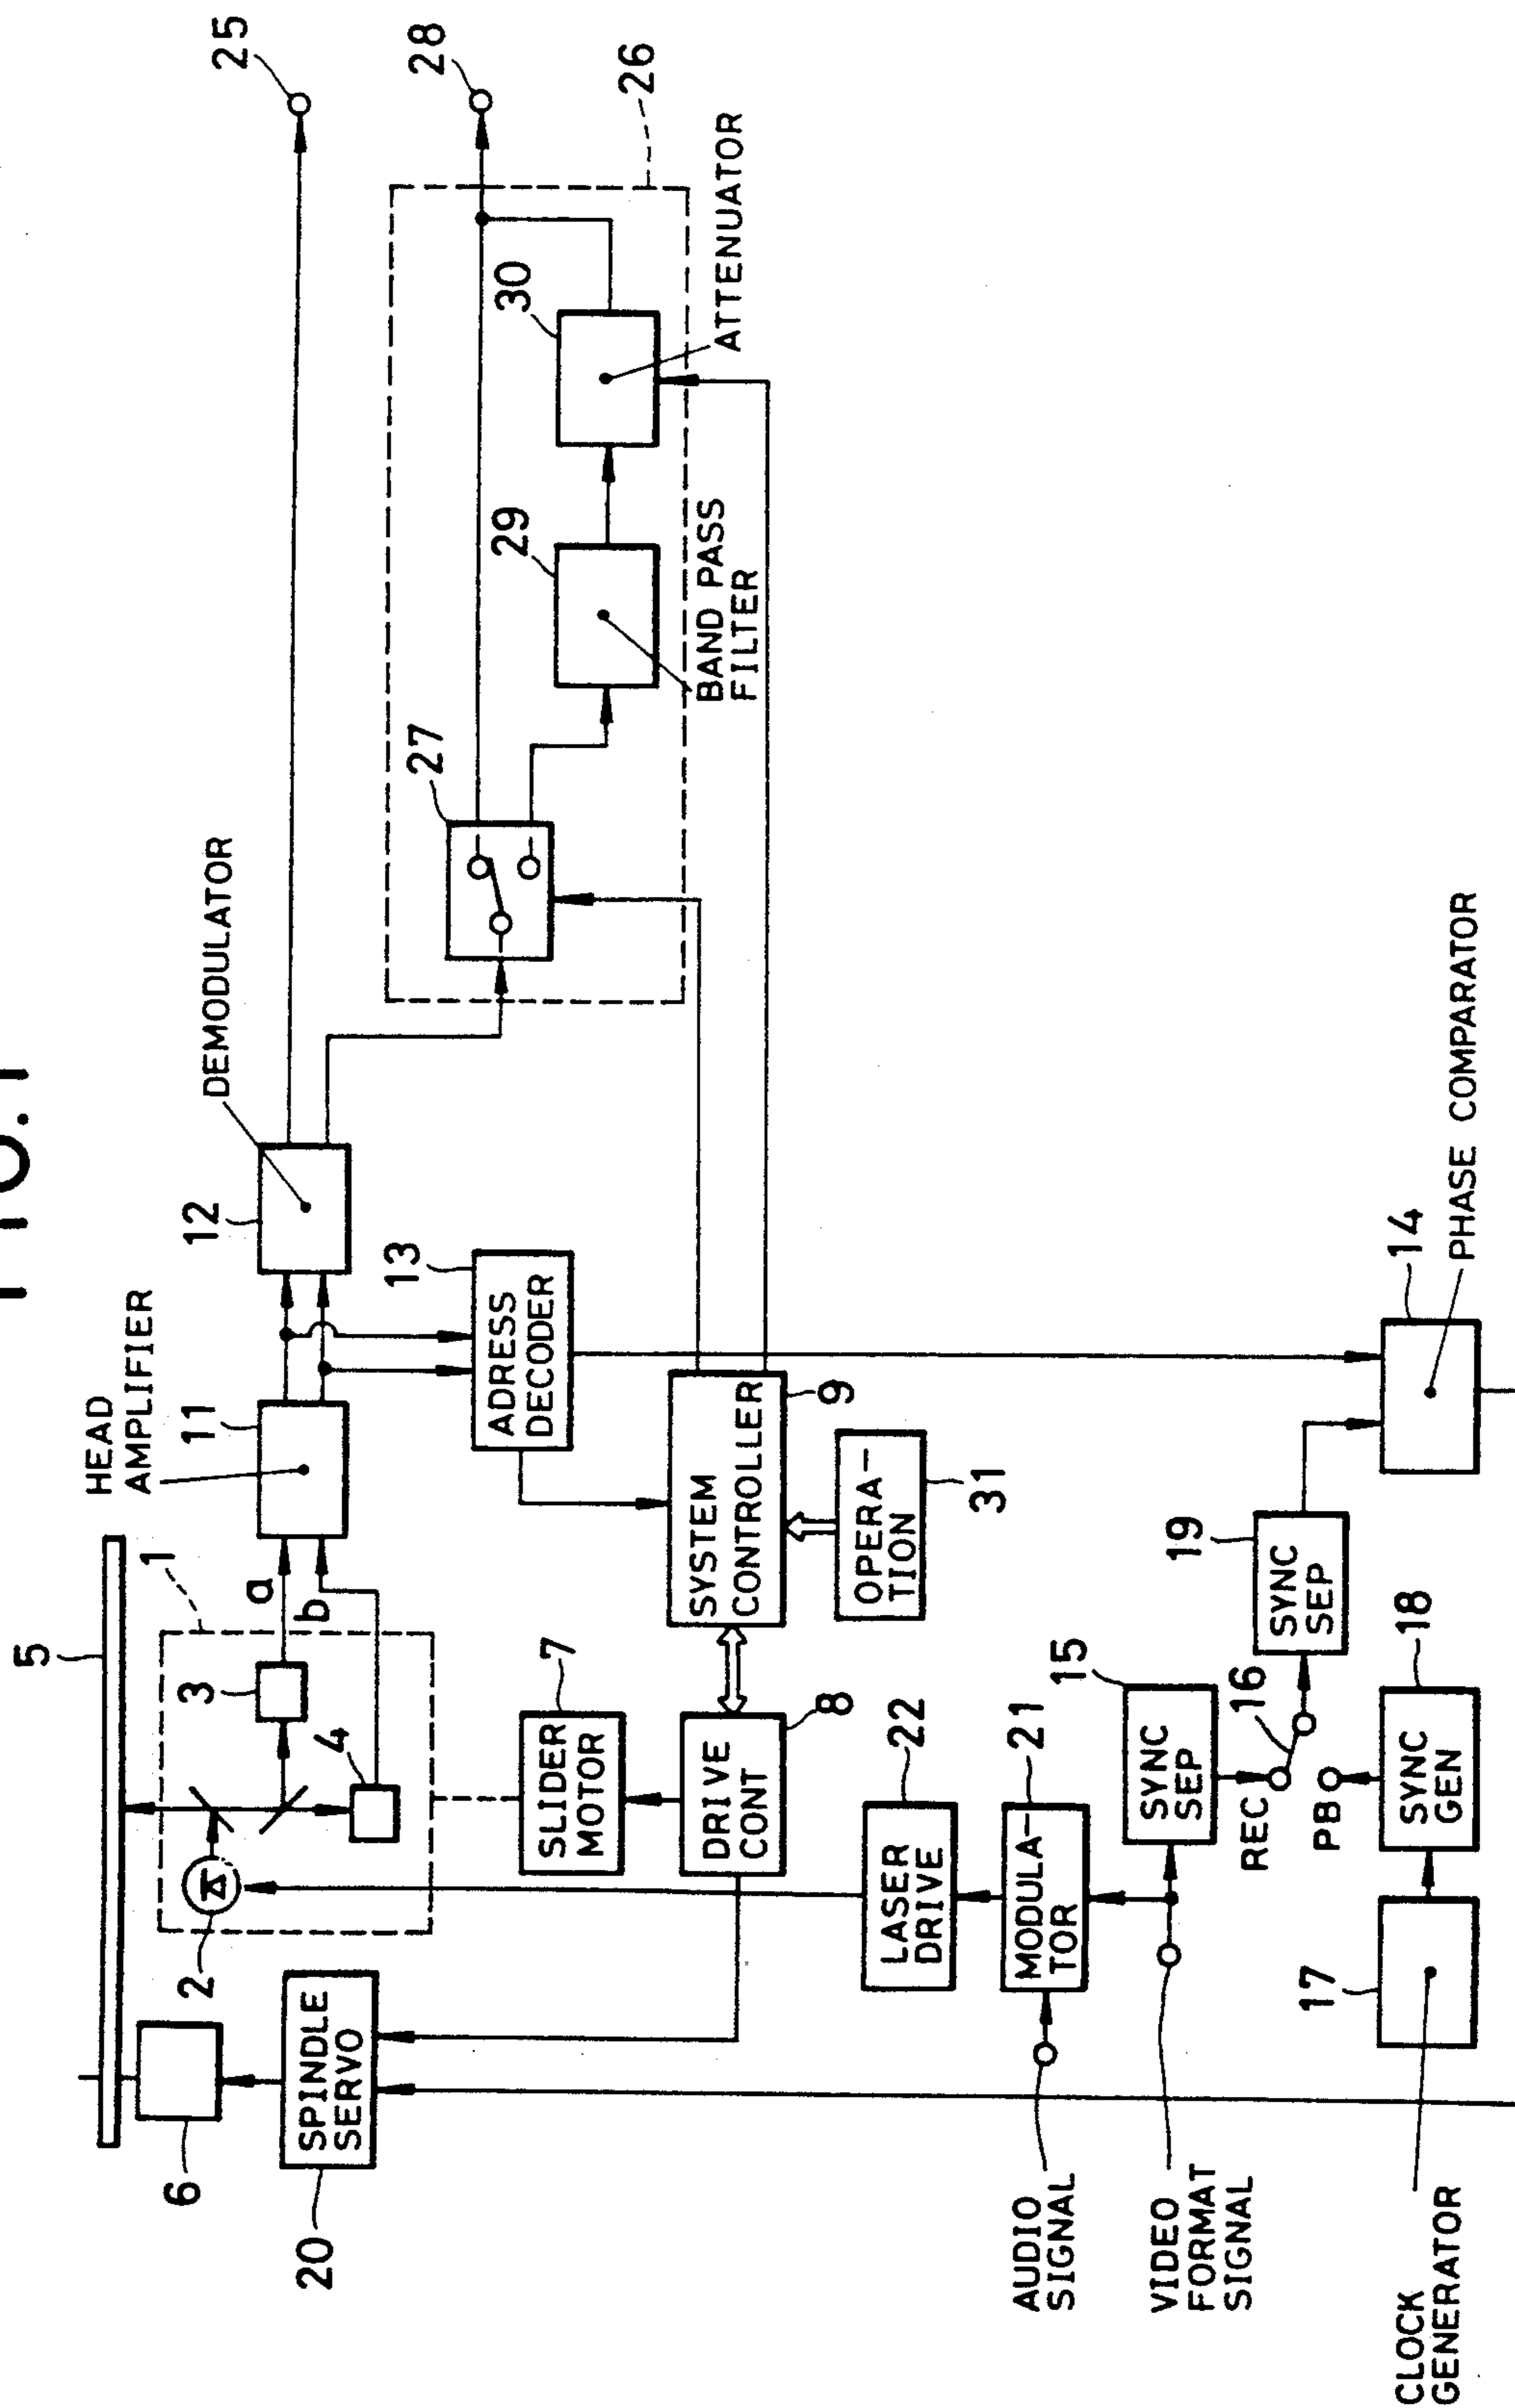 FIG. 1
25
28
26
DEMODULATOR
27
30
29
ATTENUATOR
BAND PASS
FILTER
12
HEAD
AMPLIFIER
11
13
ADRESS
DECODER
5
1
a
b
3
4
2
6
SPINDLE
SERVO
20
SLIDER
MOTOR
7
DRIVE
CONT
8
SYSTEM
CONTROLLER
9
OPERA-
TION
31
LASER
DRIVE
22
MODULA-
TOR
21
AUDIO
SIGNAL
VIDEO
FORMAT
SIGNAL
SYNC
SEP
15
REC
PB
16
SYNC
SEP
19
SYNC
GEN
18
17
CLOCK
GENERATOR
14
PHASE COMPARATOR